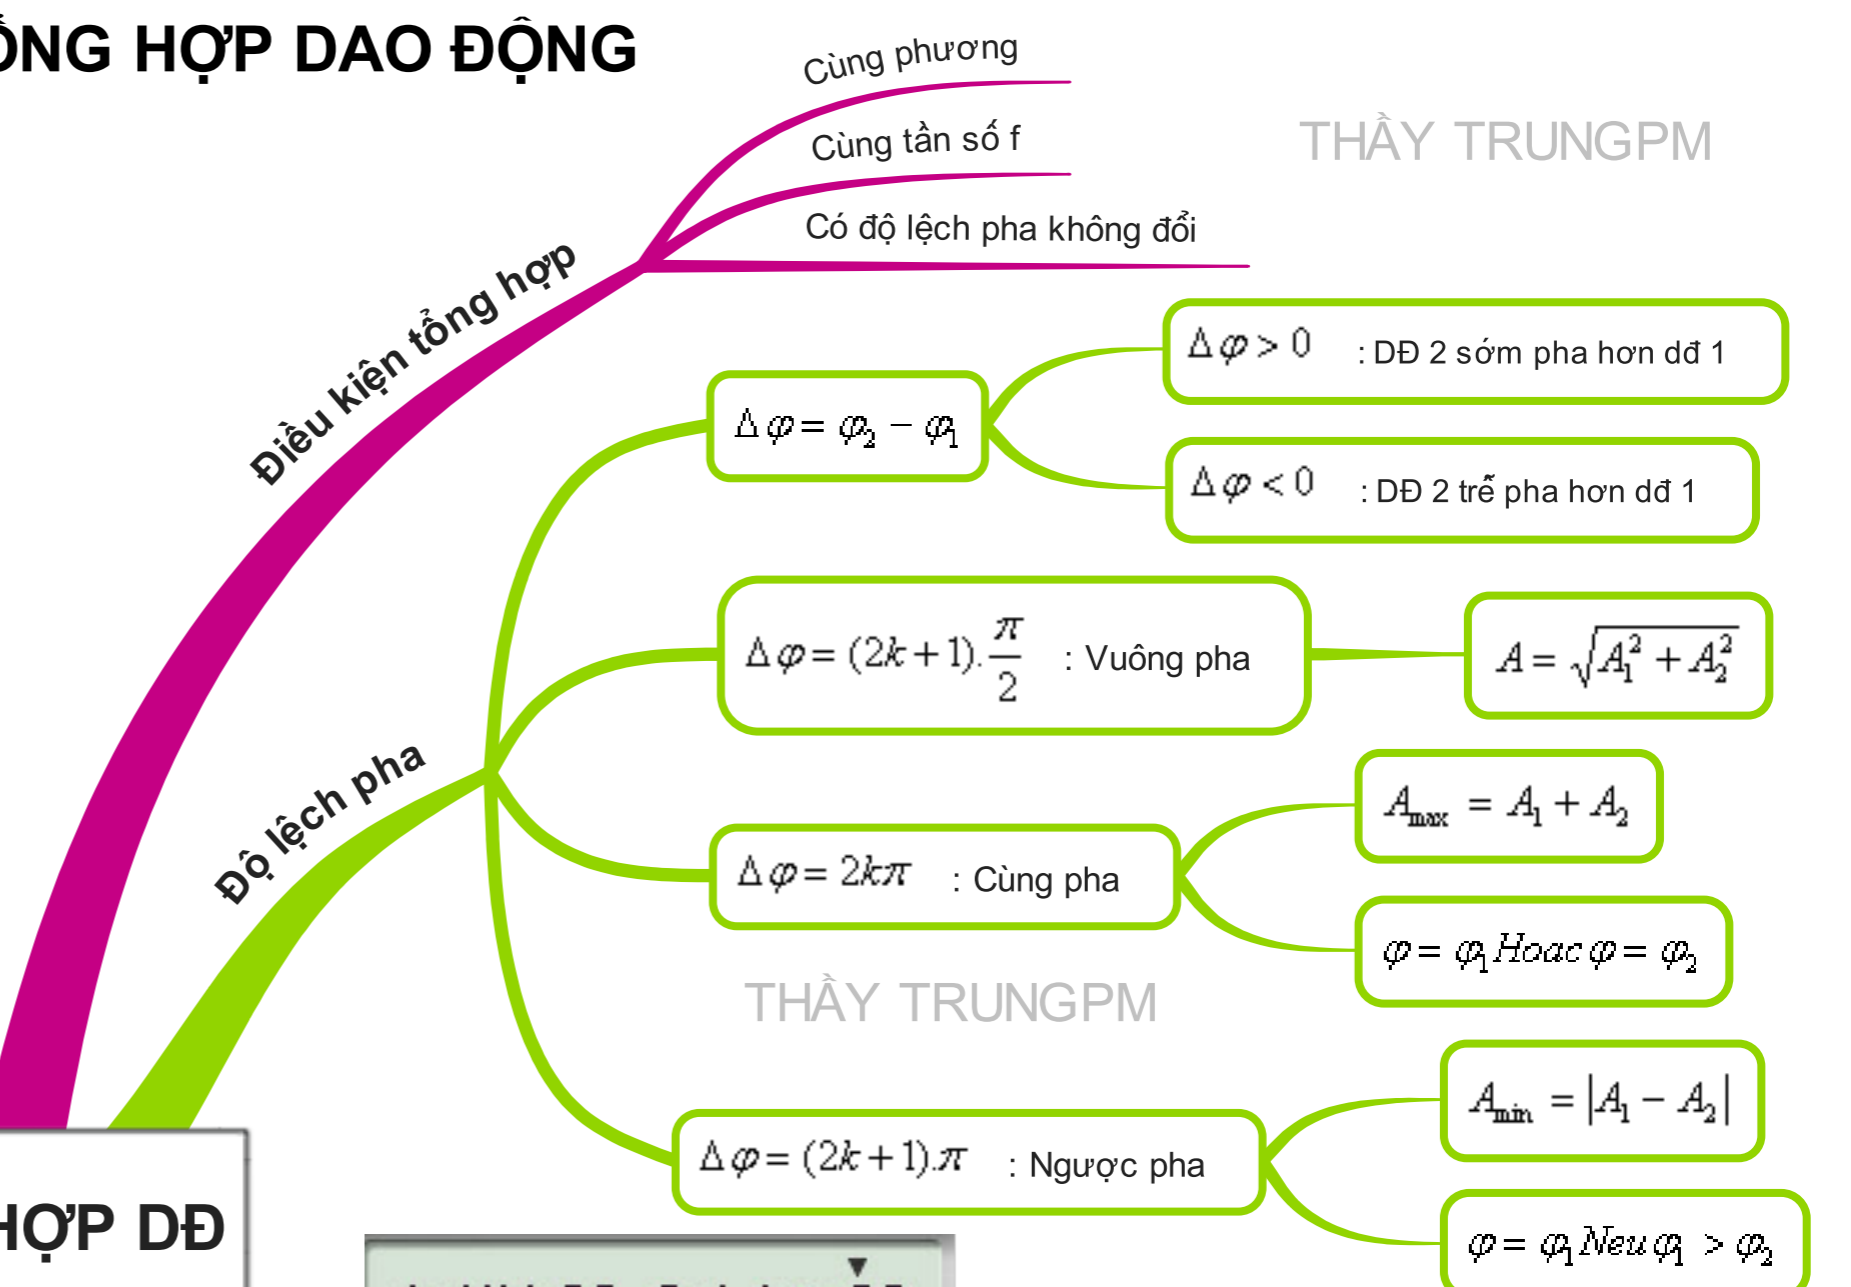 ỔNG HỢP DAO ĐỘNG
Cùng phương
Cùng tần số f
Có độ lệch pha không đổi
THẦY TRUNGPM
Điều kiện tổng hợp
Δφ > 0 : DĐ 2 sớm pha hơn dđ 1
Δφ = φ₂ − φ₁
Δφ < 0 : DĐ 2 trễ pha hơn dđ 1
Δφ = (2k + 1).π/2 : Vuông pha
A = √(A₁² + A₂²)
Độ lệch pha
A_max = A₁ + A₂
Δφ = 2kπ : Cùng pha
φ = φ₁ Hoac φ = φ₂
THẦY TRUNGPM
A_min = |A₁ − A₂|
Δφ = (2k + 1).π : Ngược pha
φ = φ₁ Neu φ₁ > φ₂
HỢP DĐ